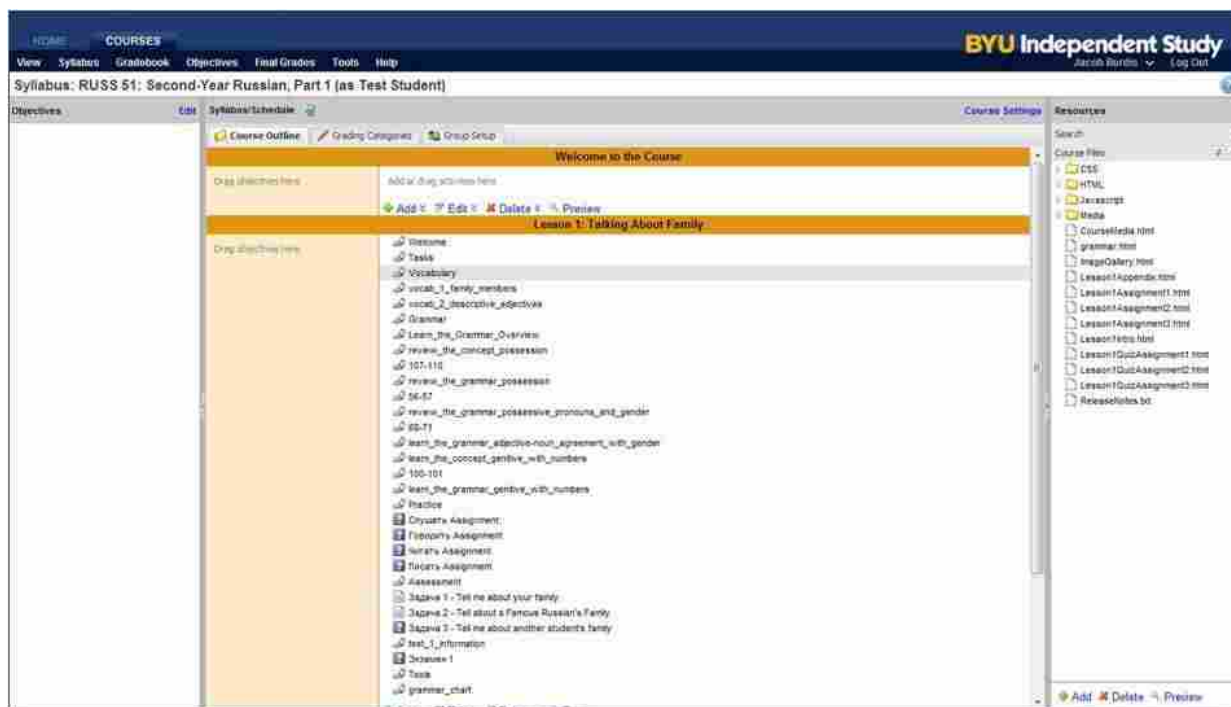 HOME COURSES
BYU Independent Study
View Syllabus Gradebook Objectives Final Grades Tools Help
Jacob Burdis Log Out
Syllabus: RUSS 51: Second-Year Russian, Part 1 (as Test Student)
Objectives Edit
Syllabus/Schedule
Course Settings
Course Outline Grading Categories Group Setup
Welcome to the Course
Drag objectives here
Add or drag activities here
Add Edit Delete Preview
Lesson 1: Talking About Family
Drag objectives here
Welcome
Tasks
Vocabulary
vocab_1_family_members
vocab_2_descriptive_adjectives
Grammar
Learn_the_Grammar_Overview
review_the_concept_possession
107-110
review_the_grammar_possession
56-57
review_the_grammar_possessive_pronouns_and_gender
learn_the_grammar_adjective-noun_agreement_with_gender
learn_the_concept_genitive_with_numbers
100-101
learn_the_grammar_genitive_with_numbers
Practice
Слушать Assignment
Говорить Assignment
Читать Assignment
Писать Assignment
Assessment
Задача 1 - Tell me about your family
Задача 2 - Tell about a Famous Russian's Family
Задача 3 - Tell me about another student's family
test_1_information
Экзамен 1
Tools
grammar_chart
Resources
Search
Course Files
CSS
HTML
Javascript
Media
CourseMedia.html
grammar.html
ImageGallery.html
Lesson1Appendix.html
Lesson1Assignment1.html
Lesson1Assignment2.html
Lesson1Assignment3.html
Lesson1Intro.html
Lesson1QuizAssignment1.html
Lesson1QuizAssignment2.html
Lesson1QuizAssignment3.html
ReleaseNotes.txt
Add Delete Preview